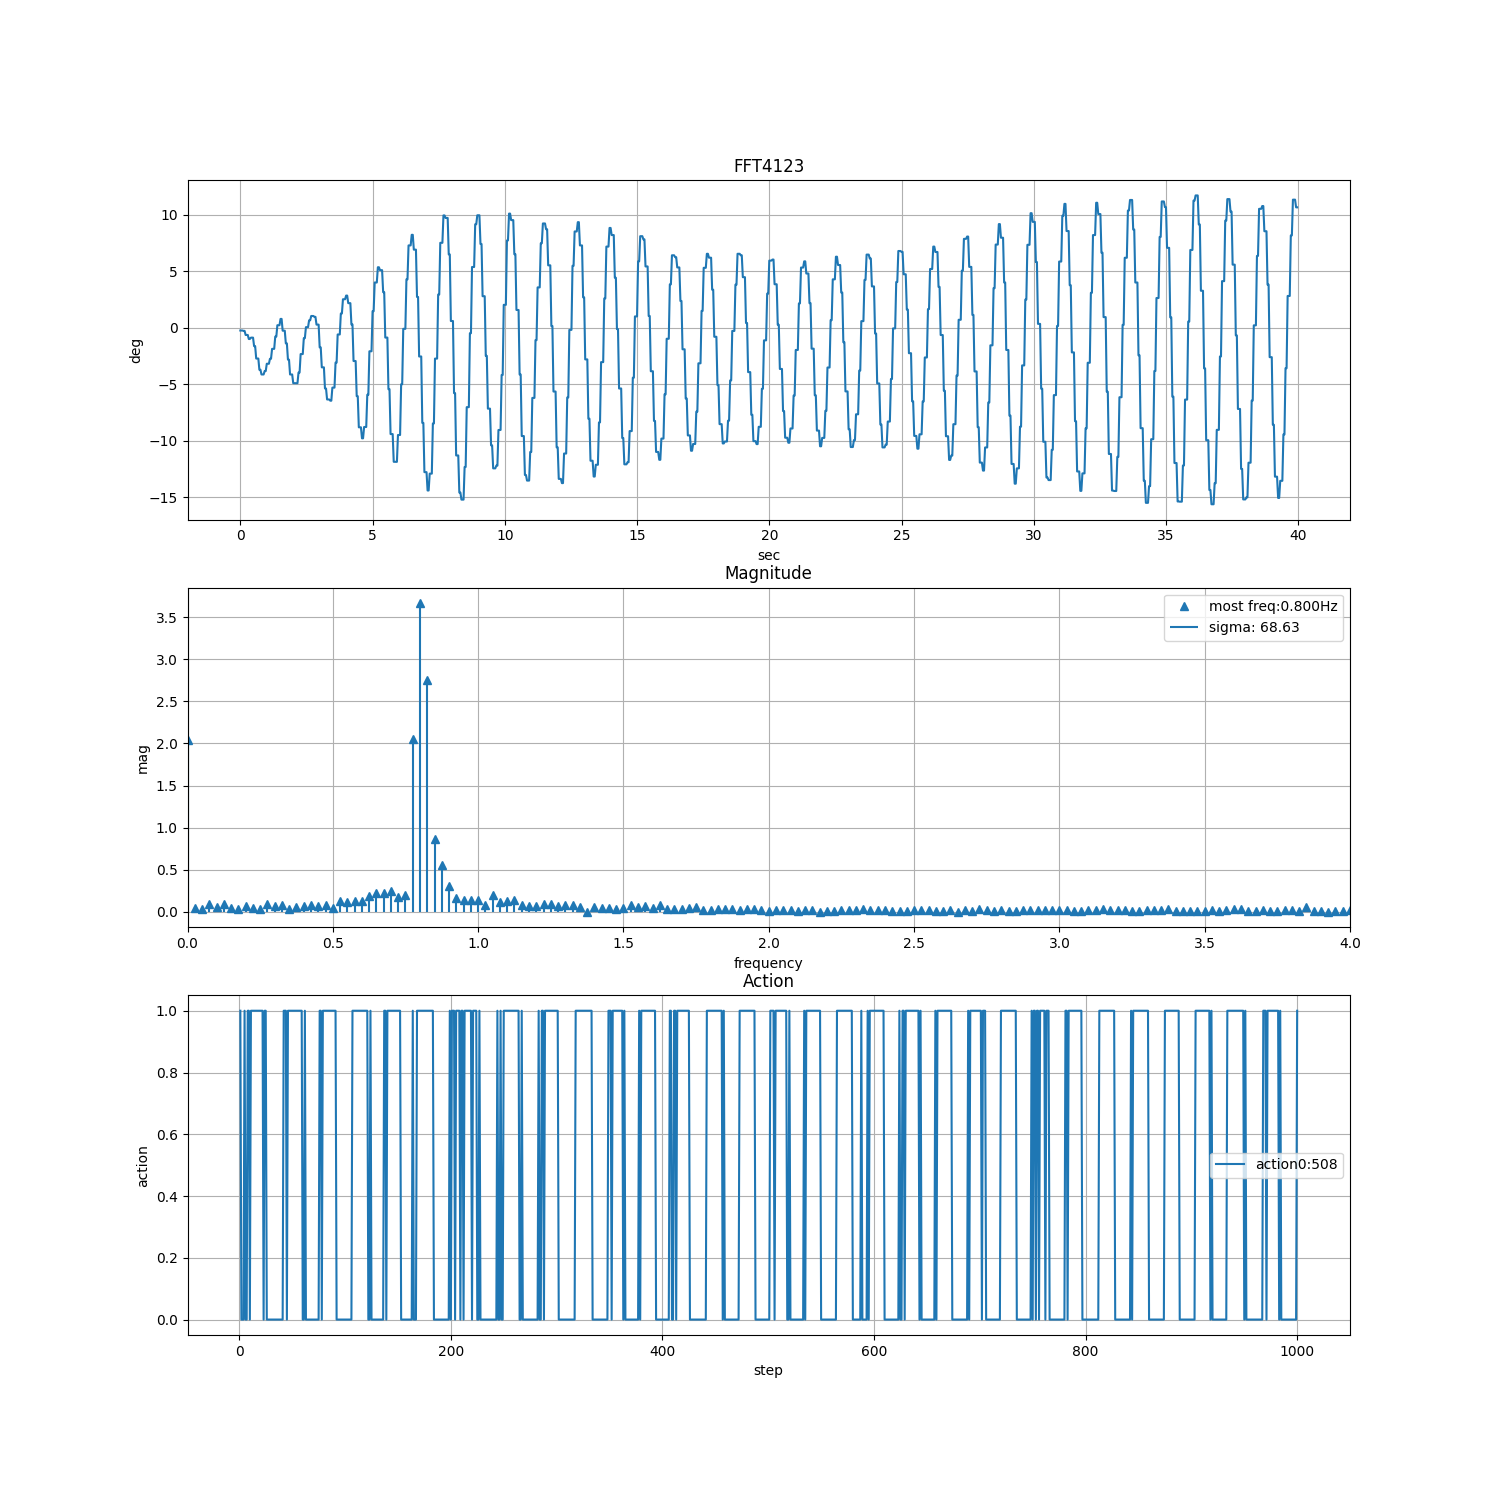 FFT4123
10
5
0
−5
−10
−15
deg
0 5 10 15 20 25 30 35 40
sec
Magnitude
3.5
3.0
2.5
2.0
1.5
1.0
0.5
0.0
mag
most freq:0.800Hz
sigma: 68.63
0.0 0.5 1.0 1.5 2.0 2.5 3.0 3.5 4.0
frequency
Action
1.0
0.8
0.6
0.4
0.2
0.0
action
action0:508
0 200 400 600 800 1000
step